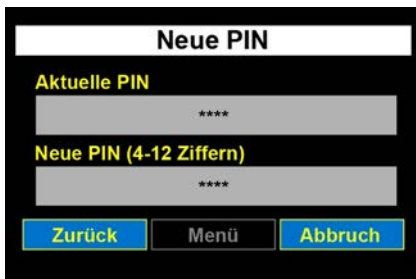 Neue PIN
Aktuelle PIN
****
Neue PIN (4-12 Ziffern)
****
Zurück Menü Abbruch